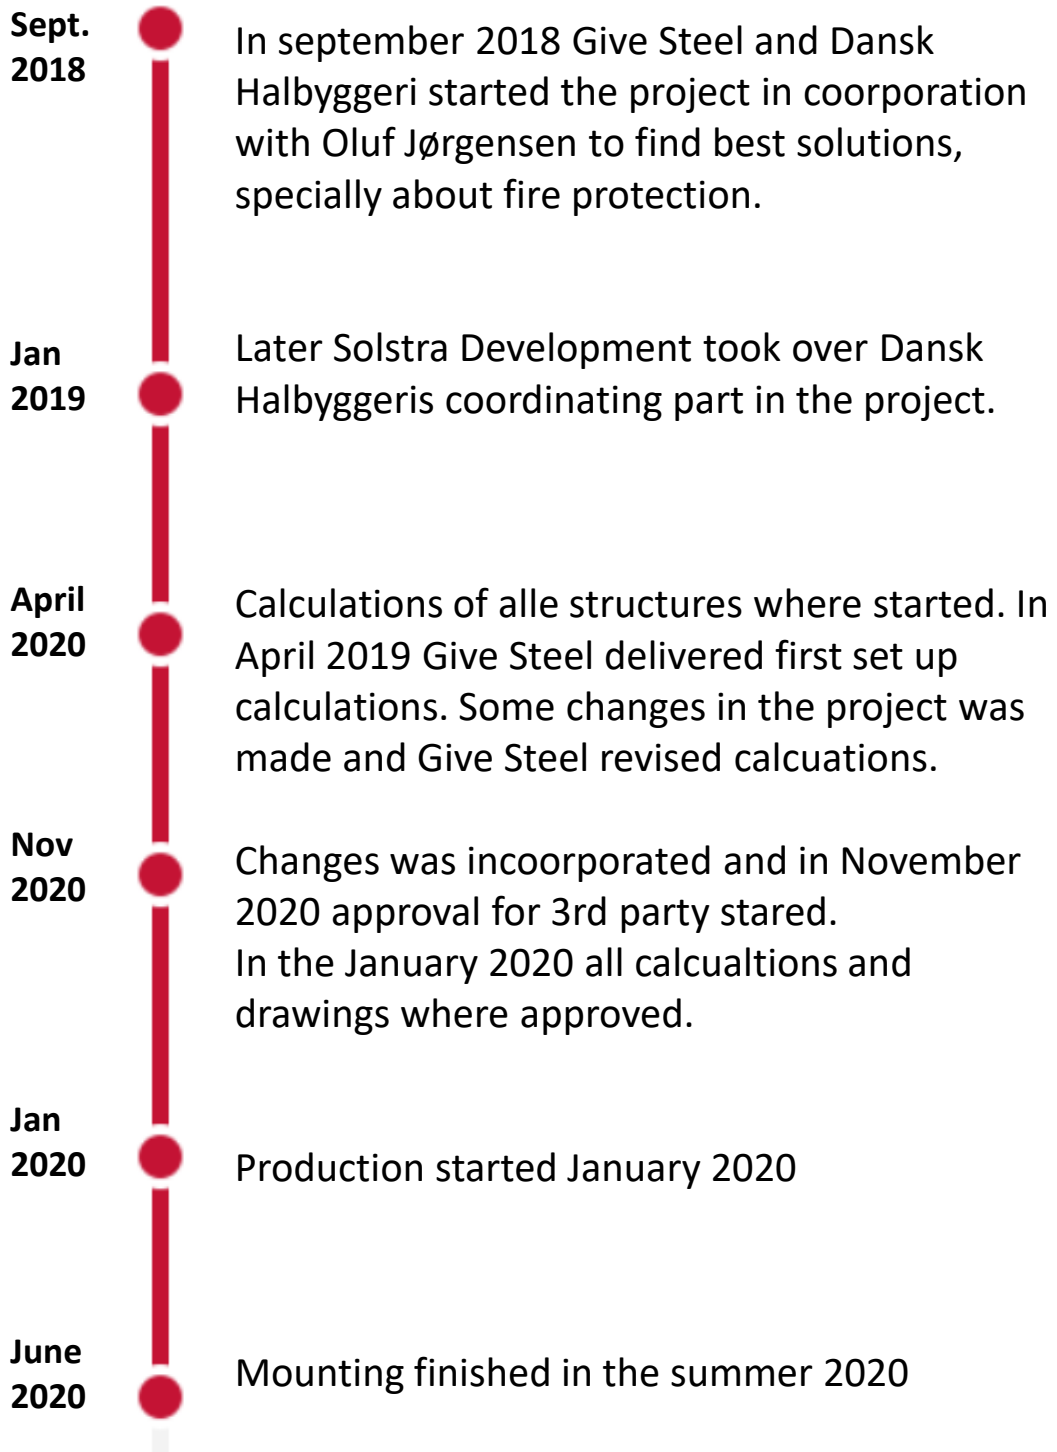 Sept.
2018
In september 2018 Give Steel and Dansk
Halbyggeri started the project in coorporation
with Oluf Jørgensen to find best solutions,
specially about fire protection.
Jan
2019
Later Solstra Development took over Dansk
Halbyggeris coordinating part in the project.
April
2020
Calculations of alle structures where started. In
April 2019 Give Steel delivered first set up
calculations. Some changes in the project was
made and Give Steel revised calcuations.
Nov
2020
Changes was incoorporated and in November
2020 approval for 3rd party stared.
In the January 2020 all calcualtions and
drawings where approved.
Jan
2020
Production started January 2020
June
2020
Mounting finished in the summer 2020